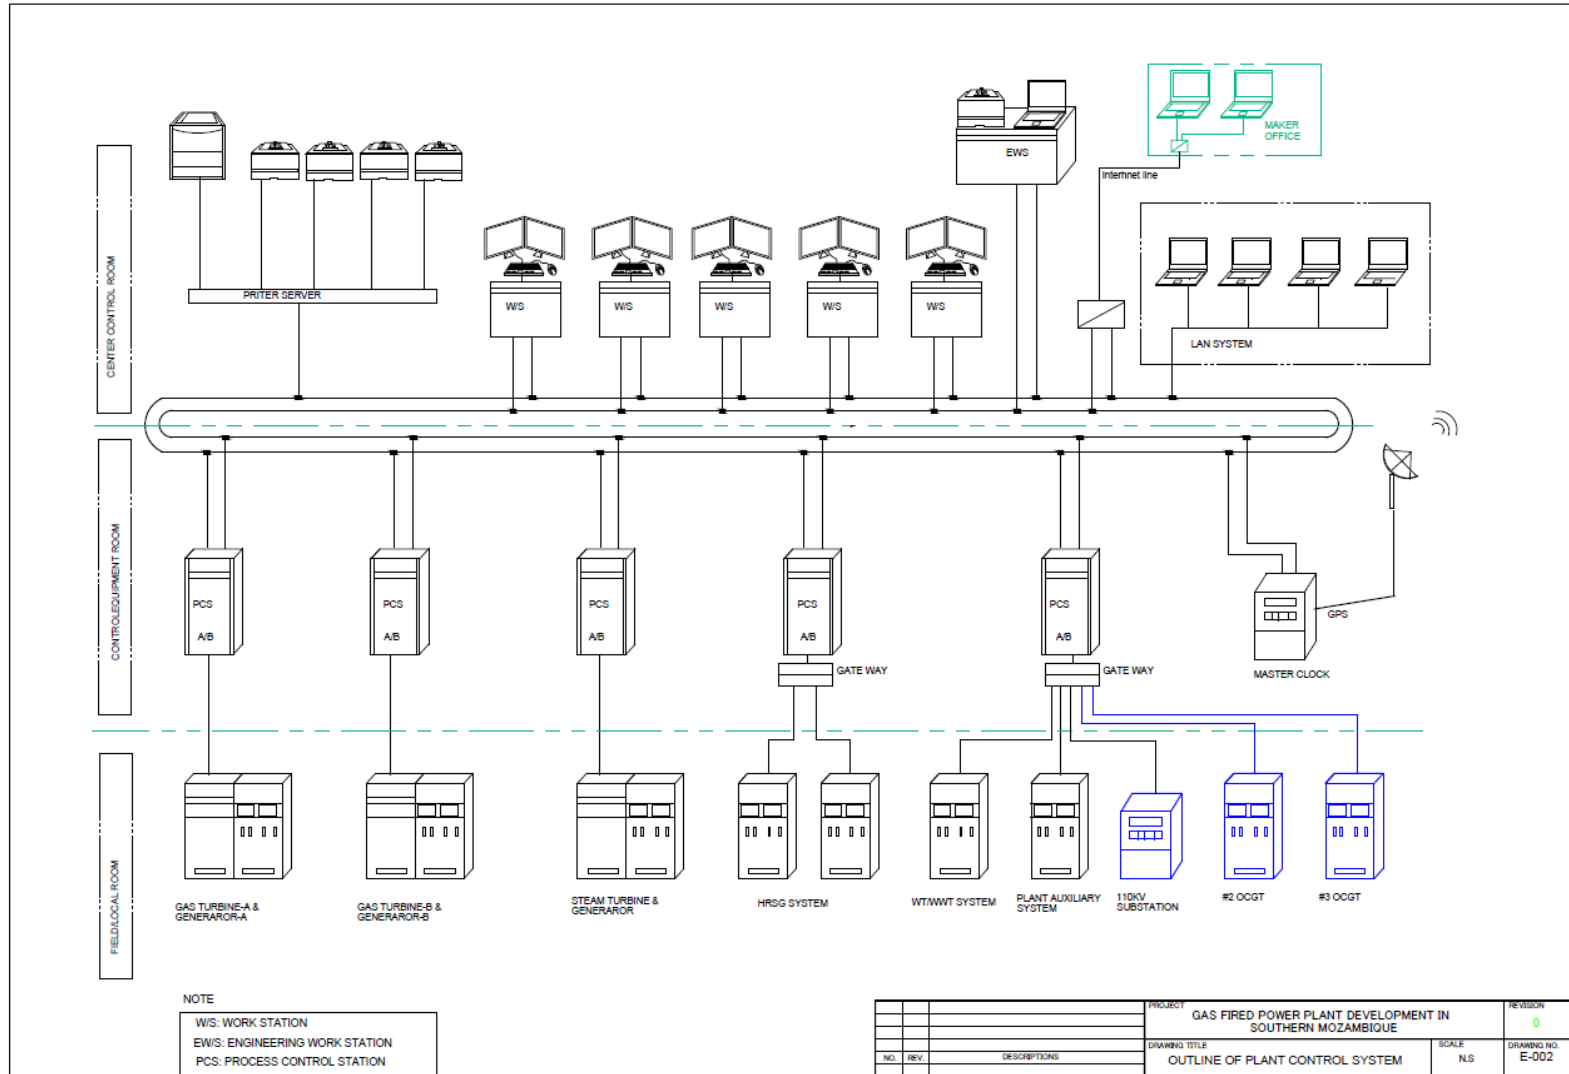 MAKER
OFFICE
EWS
Interhnet line
PRITER SERVER
W/S
W/S
W/S
W/S
W/S
LAN SYSTEM
CENTER CONTROL ROOM
CONTROLEQUIPMENT ROOM
FIELD/LOCAL ROOM
PCS
A/B
PCS
A/B
PCS
A/B
PCS
A/B
PCS
A/B
GPS
MASTER CLOCK
GATE WAY
GATE WAY
GAS TURBINE-A &
GENERAROR-A
GAS TURBINE-B &
GENERAROR-B
STEAM TURBINE &
GENERAROR
HRSG SYSTEM
WT/WWT SYSTEM
PLANT AUXILIARY
SYSTEM
110KV
SUBSTATION
#2 OCGT
#3 OCGT
NOTE
W/S: WORK STATION
EW/S: ENGINEERING WORK STATION
PCS: PROCESS CONTROL STATION
NO.
REV.
DESCRIPTIONS
PROJECT
GAS FIRED POWER PLANT DEVELOPMENT IN
SOUTHERN MOZAMBIQUE
REVISION
0
DRAWING TITLE
OUTLINE OF PLANT CONTROL SYSTEM
SCALE
N.S
DRAWING NO.
E-002